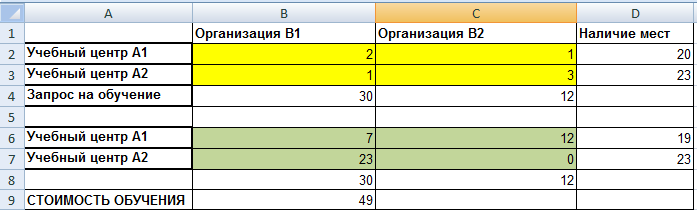 A B C D
1 Организация В1 Организация В2 Наличие мест
2 Учебный центр А1 2 1 20
3 Учебный центр А2 1 3 23
4 Запрос на обучение 30 12
5
6 Учебный центр А1 7 12 19
7 Учебный центр А2 23 0 23
8 30 12
9 СТОИМОСТЬ ОБУЧЕНИЯ 49